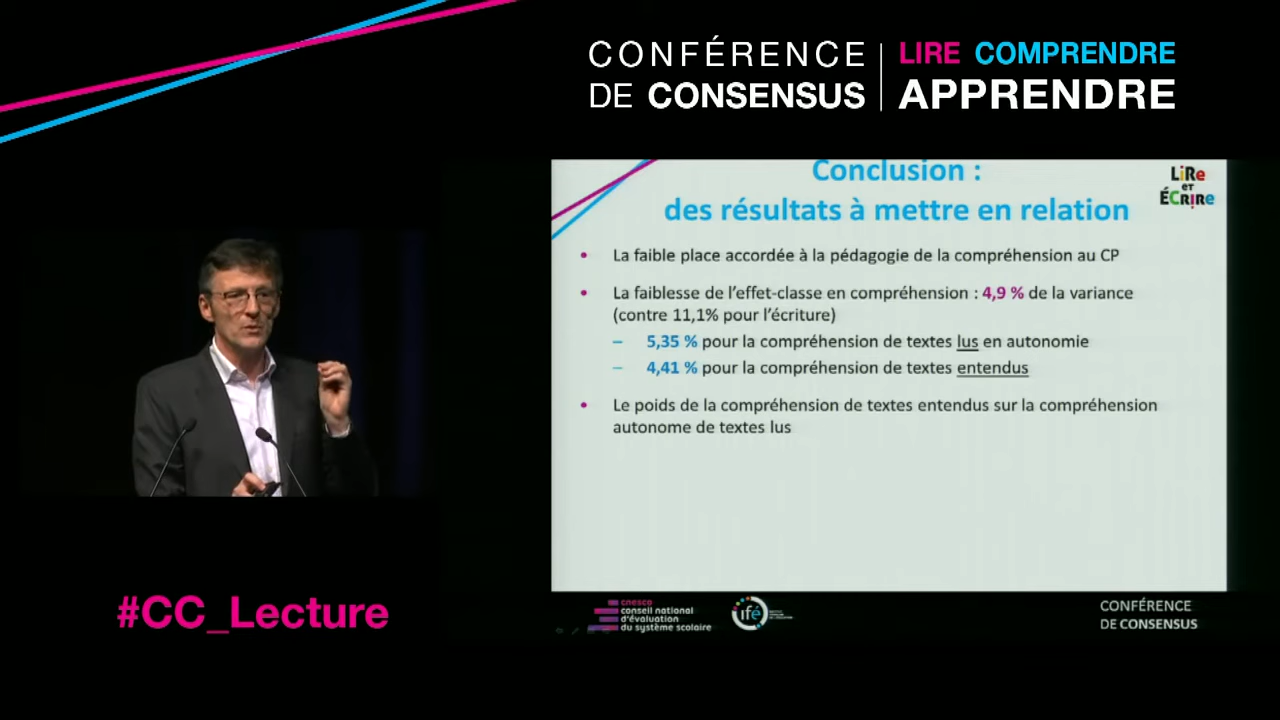 CONFÉRENCE
DE CONSENSUS
LIRE COMPRENDRE
APPRENDRE
Conclusion :
des résultats à mettre en relation
LiRe
ET
ÉCRIRe
• La faible place accordée à la pédagogie de la compréhension au CP
• La faiblesse de l'effet-classe en compréhension : 4,9 % de la variance
(contre 11,1% pour l'écriture)
– 5,35 % pour la compréhension de textes lus en autonomie
– 4,41 % pour la compréhension de textes entendus
• Le poids de la compréhension de textes entendus sur la compréhension
autonome de textes lus
#CC_Lecture
cnesco
conseil national
d'évaluation
du système scolaire
ifé
CONFÉRENCE
DE CONSENSUS